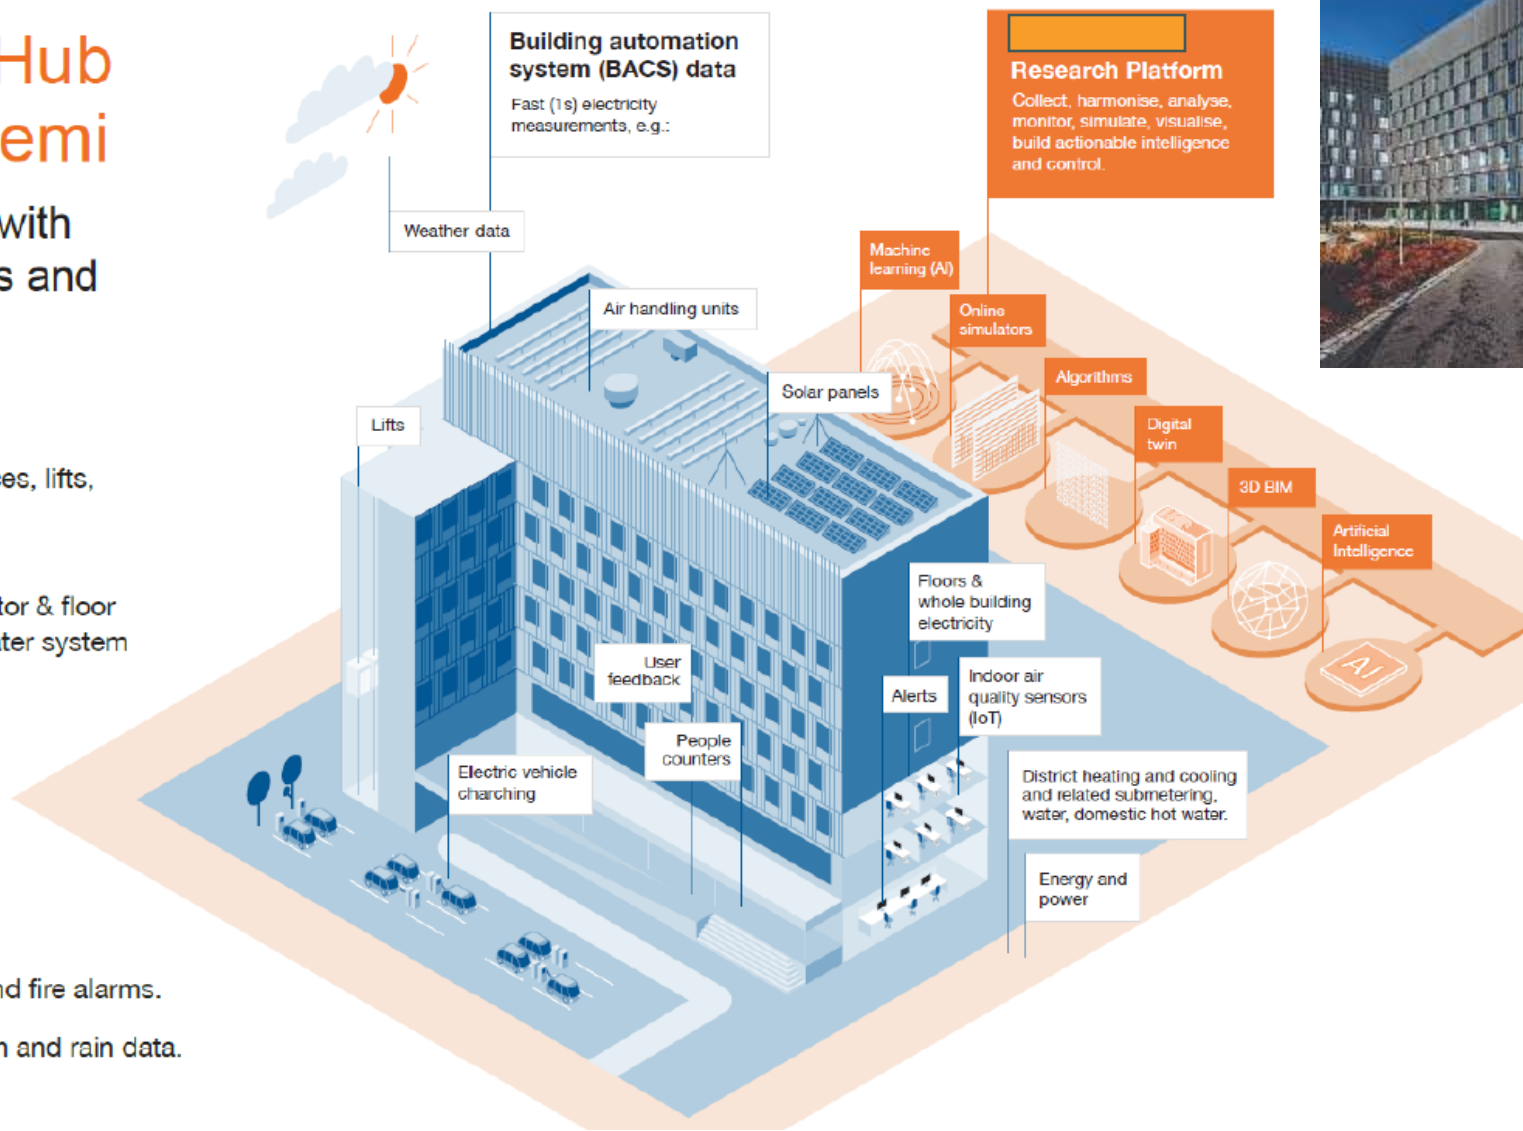 Hub
emi
with
s and
es, lifts,
tor & floor
ter system
nd fire alarms.
n and rain data.
Building automation
system (BACS) data
Fast (1s) electricity
measurements, e.g.:
Research Platform
Collect, harmonise, analyse,
monitor, simulate, visualise,
build actionable intelligence
and control.
Weather data
Air handling units
Solar panels
Lifts
Machine
learning (AI)
Online
simulators
Algorithms
Digital
twin
3D BIM
Artificial
Intelligence
AI
Floors &
whole building
electricity
User
feedback
Alerts
Indoor air
quality sensors
(IoT)
People
counters
Electric vehicle
charching
District heating and cooling
and related submetering,
water, domestic hot water.
Energy and
power